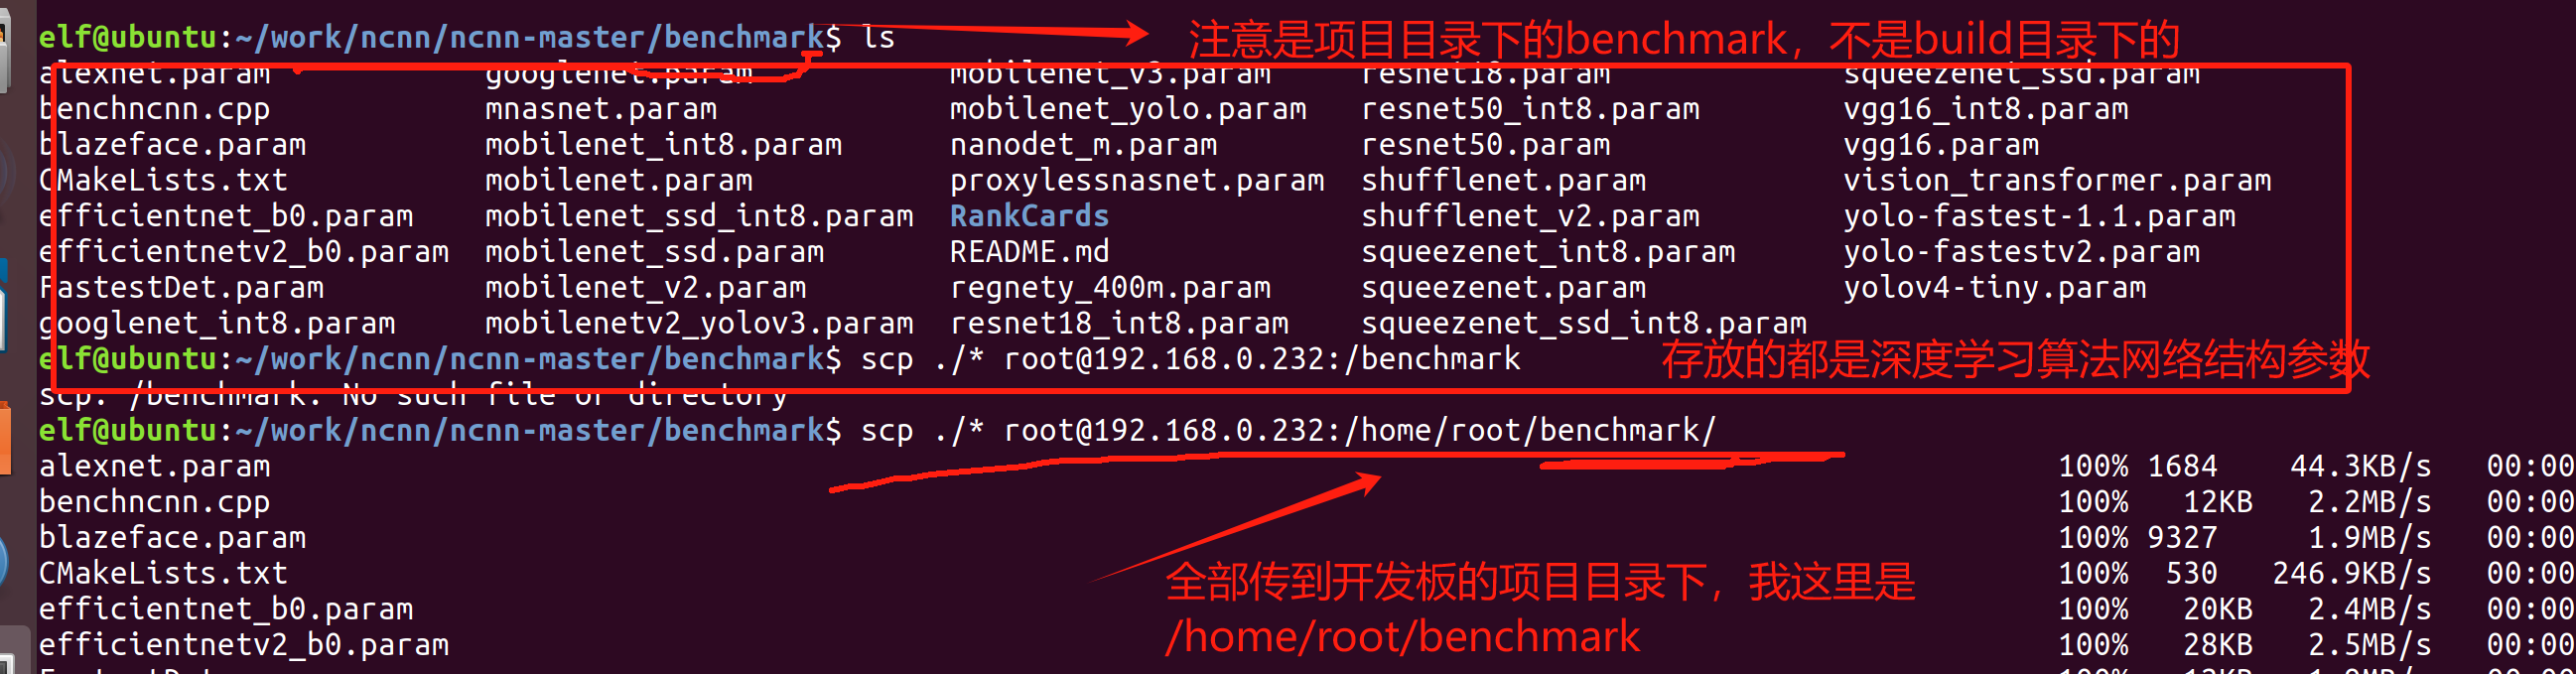 elf@ubuntu:~/work/ncnn/ncnn-master/benchmark$ ls
注意是项目目录下的benchmark，不是build目录下的
alexnet.param googlenet.param mobilenet_v3.param resnet18.param squeezenet_ssd.param
benchncnn.cpp mnasnet.param mobilenet_yolo.param resnet50_int8.param vgg16_int8.param
blazeface.param mobilenet_int8.param nanodet_m.param resnet50.param vgg16.param
CMakeLists.txt mobilenet.param proxylessnasnet.param shufflenet.param vision_transformer.param
efficientnet_b0.param mobilenet_ssd_int8.param RankCards shufflenet_v2.param yolo-fastest-1.1.param
efficientnetv2_b0.param mobilenet_ssd.param README.md squeezenet_int8.param yolo-fastestv2.param
FastestDet.param mobilenet_v2.param regnety_400m.param squeezenet.param yolov4-tiny.param
googlenet_int8.param mobilenetv2_yolov3.param resnet18_int8.param squeezenet_ssd_int8.param
elf@ubuntu:~/work/ncnn/ncnn-master/benchmark$ scp ./* root@192.168.0.232:/benchmark
存放的都是深度学习算法网络结构参数
scp: /benchmark: No such file or directory
elf@ubuntu:~/work/ncnn/ncnn-master/benchmark$ scp ./* root@192.168.0.232:/home/root/benchmark/
alexnet.param 100% 1684 44.3KB/s 00:00
benchncnn.cpp 100% 12KB 2.2MB/s 00:00
blazeface.param 100% 9327 1.9MB/s 00:00
CMakeLists.txt 100% 530 246.9KB/s 00:00
全部传到开发板的项目目录下，我这里是
/home/root/benchmark
efficientnet_b0.param 100% 20KB 2.4MB/s 00:00
efficientnetv2_b0.param 100% 28KB 2.5MB/s 00:00